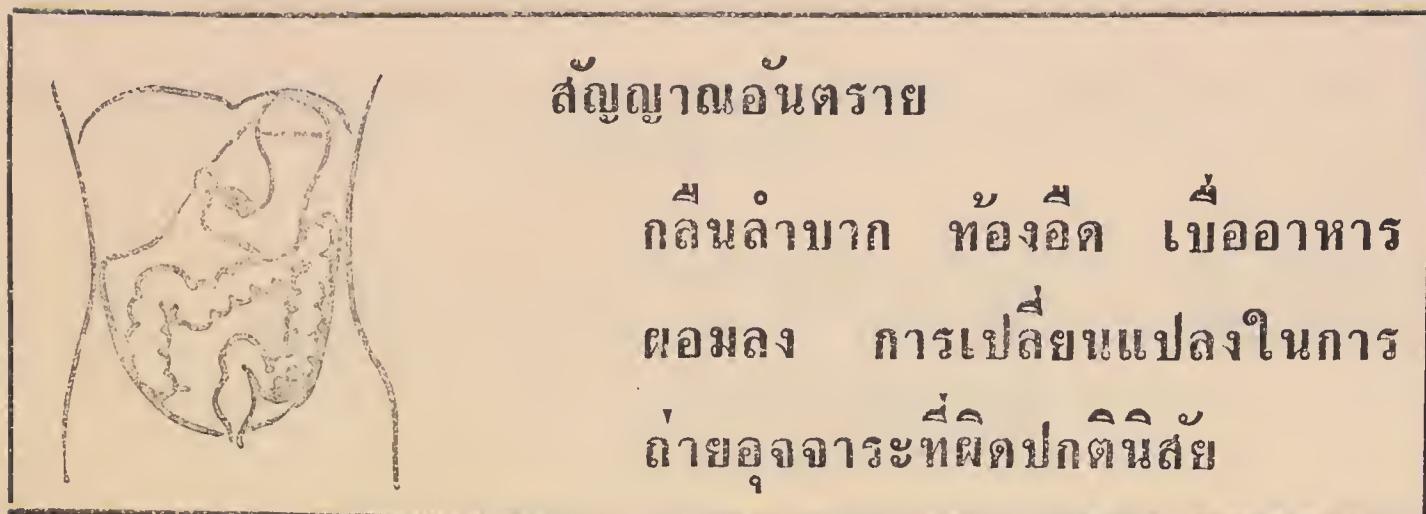 สัญญาณอันตราย
กลืนลำบาก ท้องอืด เบื่ออาหาร
ผอมลง การเปลี่ยนแปลงในการ
ถ่ายอุจจาระที่ผิดปกตินิสัย